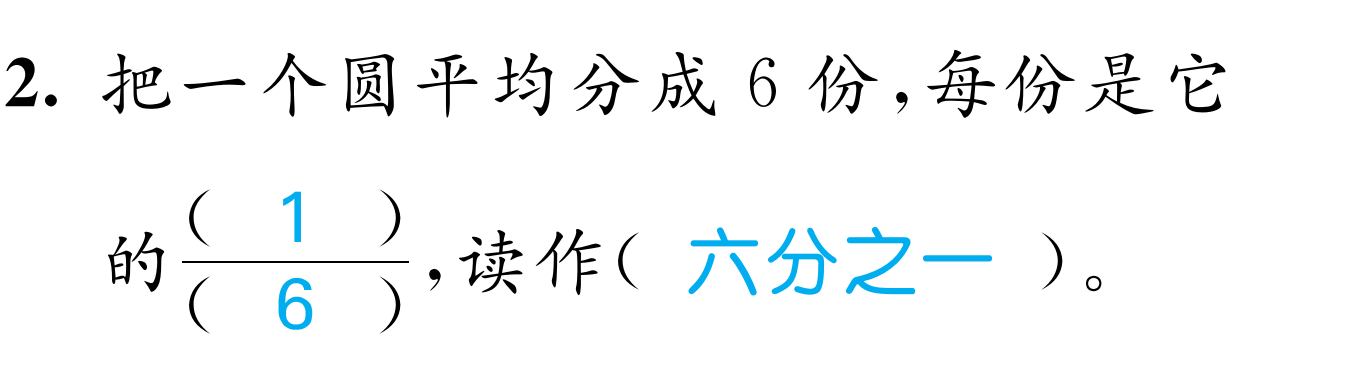 2. 把一个圆平均分成 6 份,每份是它
的( 1 )/( 6 ),读作( 六分之一 )。